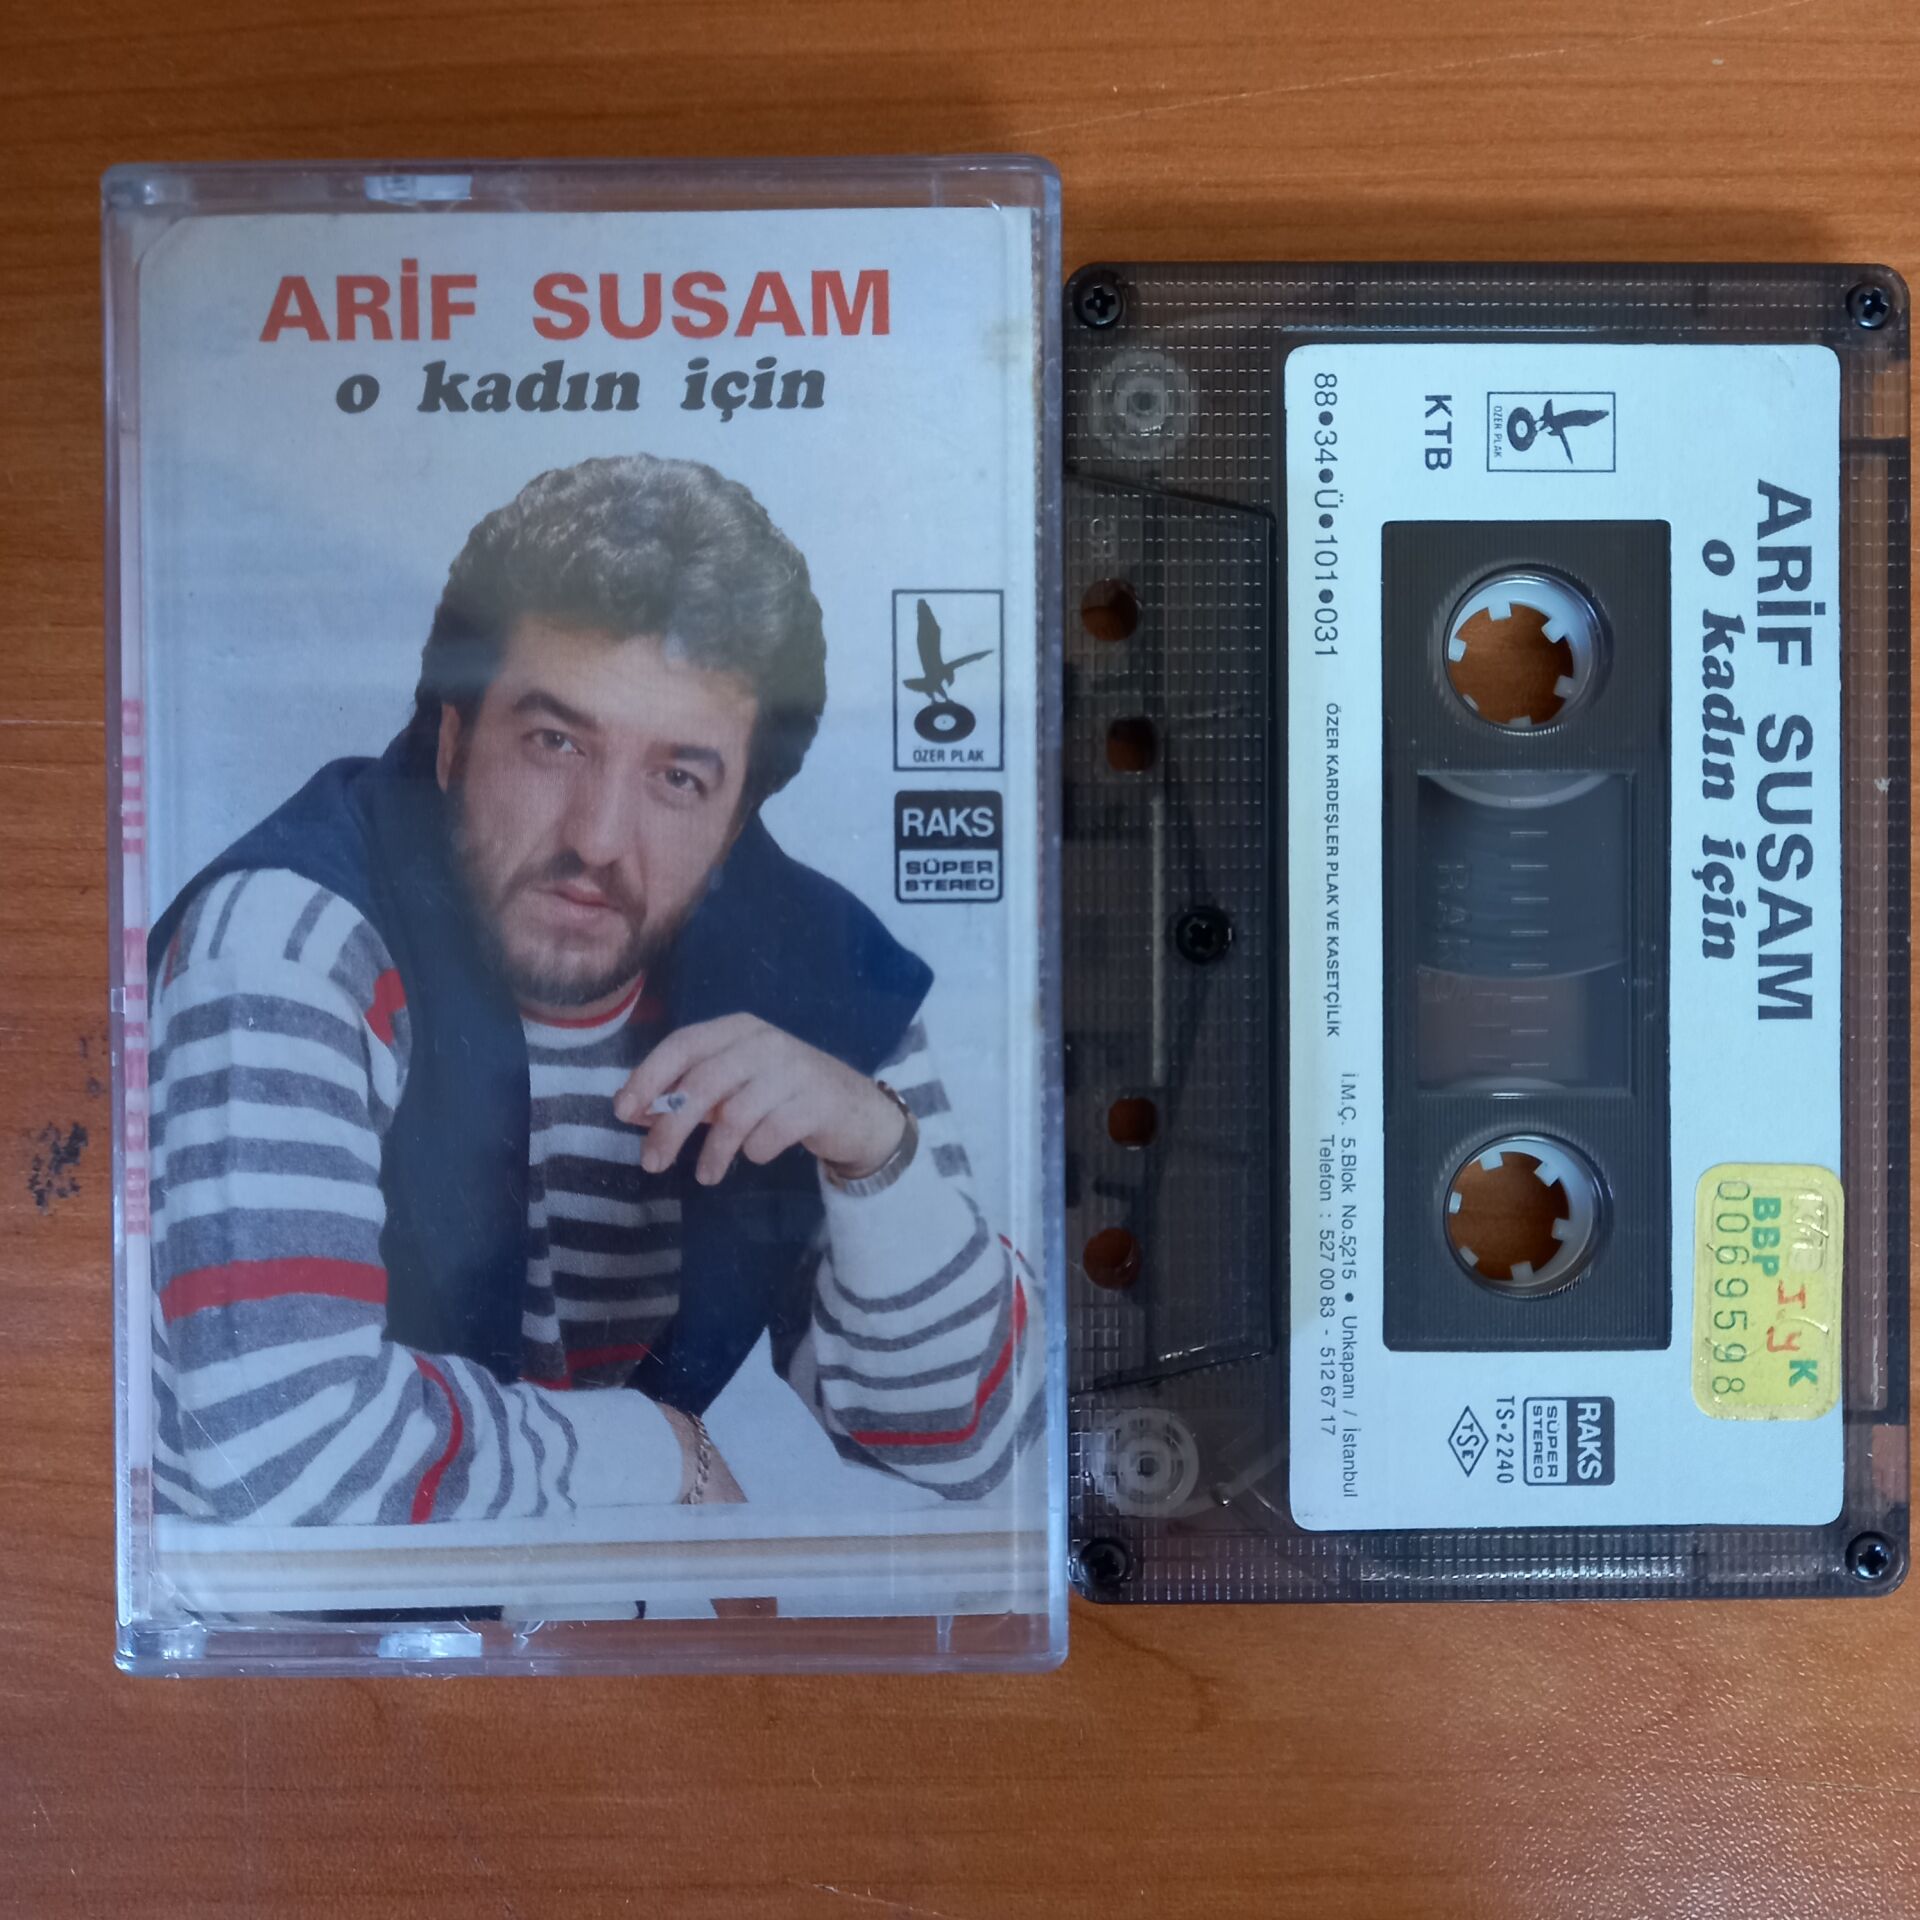 ARİF SUSAM
o kadın için
ÖZER PLAK
RAKS
SÜPER
STEREO
ARİF SUSAM
o kadın için
ÖZER PLAK
KTB
88•34•Ü•101•031
ÖZER KARDEŞLER PLAK VE KASETÇİLİK
İ.M.Ç. 5.Blok No.5215 • Unkapanı / İstanbul
Telefon : 527 00 83 - 512 67 17
RAKS
SÜPER
STEREO
TS•2240
TSE
BBP
0069598
RAKS